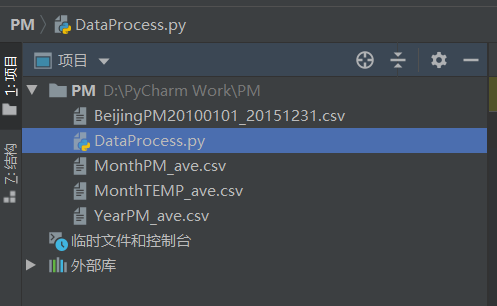 PM DataProcess.py
1: 项目
项目
PM D:\PyCharm Work\PM
BeijingPM20100101_20151231.csv
DataProcess.py
MonthPM_ave.csv
MonthTEMP_ave.csv
YearPM_ave.csv
临时文件和控制台
外部库
Z: 结构